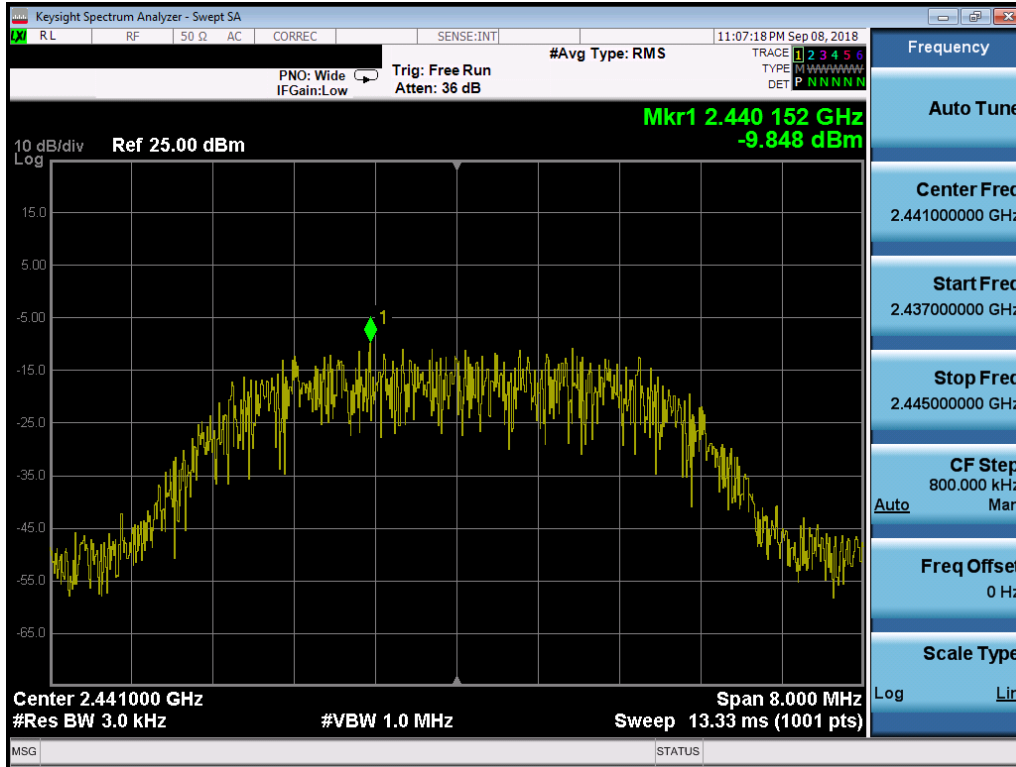 Keysight Spectrum Analyzer - Swept SA
LXI RL RF 50 Ω AC CORREC SENSE:INT 11:07:18 PM Sep 08, 2018
#Avg Type: RMS TRACE 1 2 3 4 5 6
PNO: Wide Trig: Free Run TYPE M W W W W W
IFGain:Low Atten: 36 dB DET P N N N N N
Mkr1 2.440 152 GHz
-9.848 dBm
10 dB/div Ref 25.00 dBm
Log
15.0
5.00
1
-5.00
-15.0
-25.0
-35.0
-45.0
-55.0
-65.0
Center 2.441000 GHz Span 8.000 MHz
#Res BW 3.0 kHz #VBW 1.0 MHz Sweep 13.33 ms (1001 pts)
MSG STATUS
Frequency
Auto Tune
Center Freq
2.441000000 GHz
Start Freq
2.437000000 GHz
Stop Freq
2.445000000 GHz
CF Step
800.000 kHz
Auto Man
Freq Offset
0 Hz
Scale Type
Log Lin